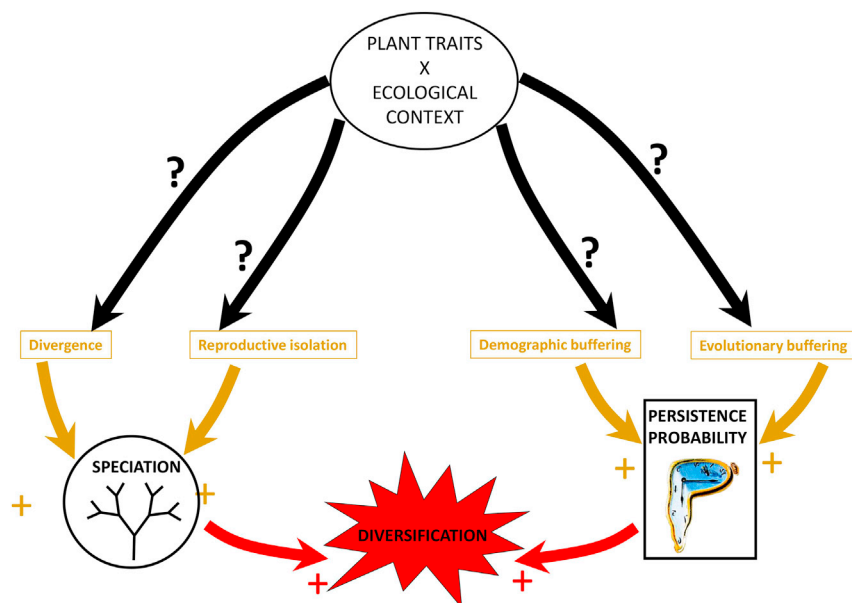 PLANT TRAITS
X
ECOLOGICAL
CONTEXT
?
?
?
?
Divergence
Reproductive isolation
Demographic buffering
Evolutionary buffering
SPECIATION
PERSISTENCE
PROBABILITY
+
+
+
+
DIVERSIFICATION
+
+